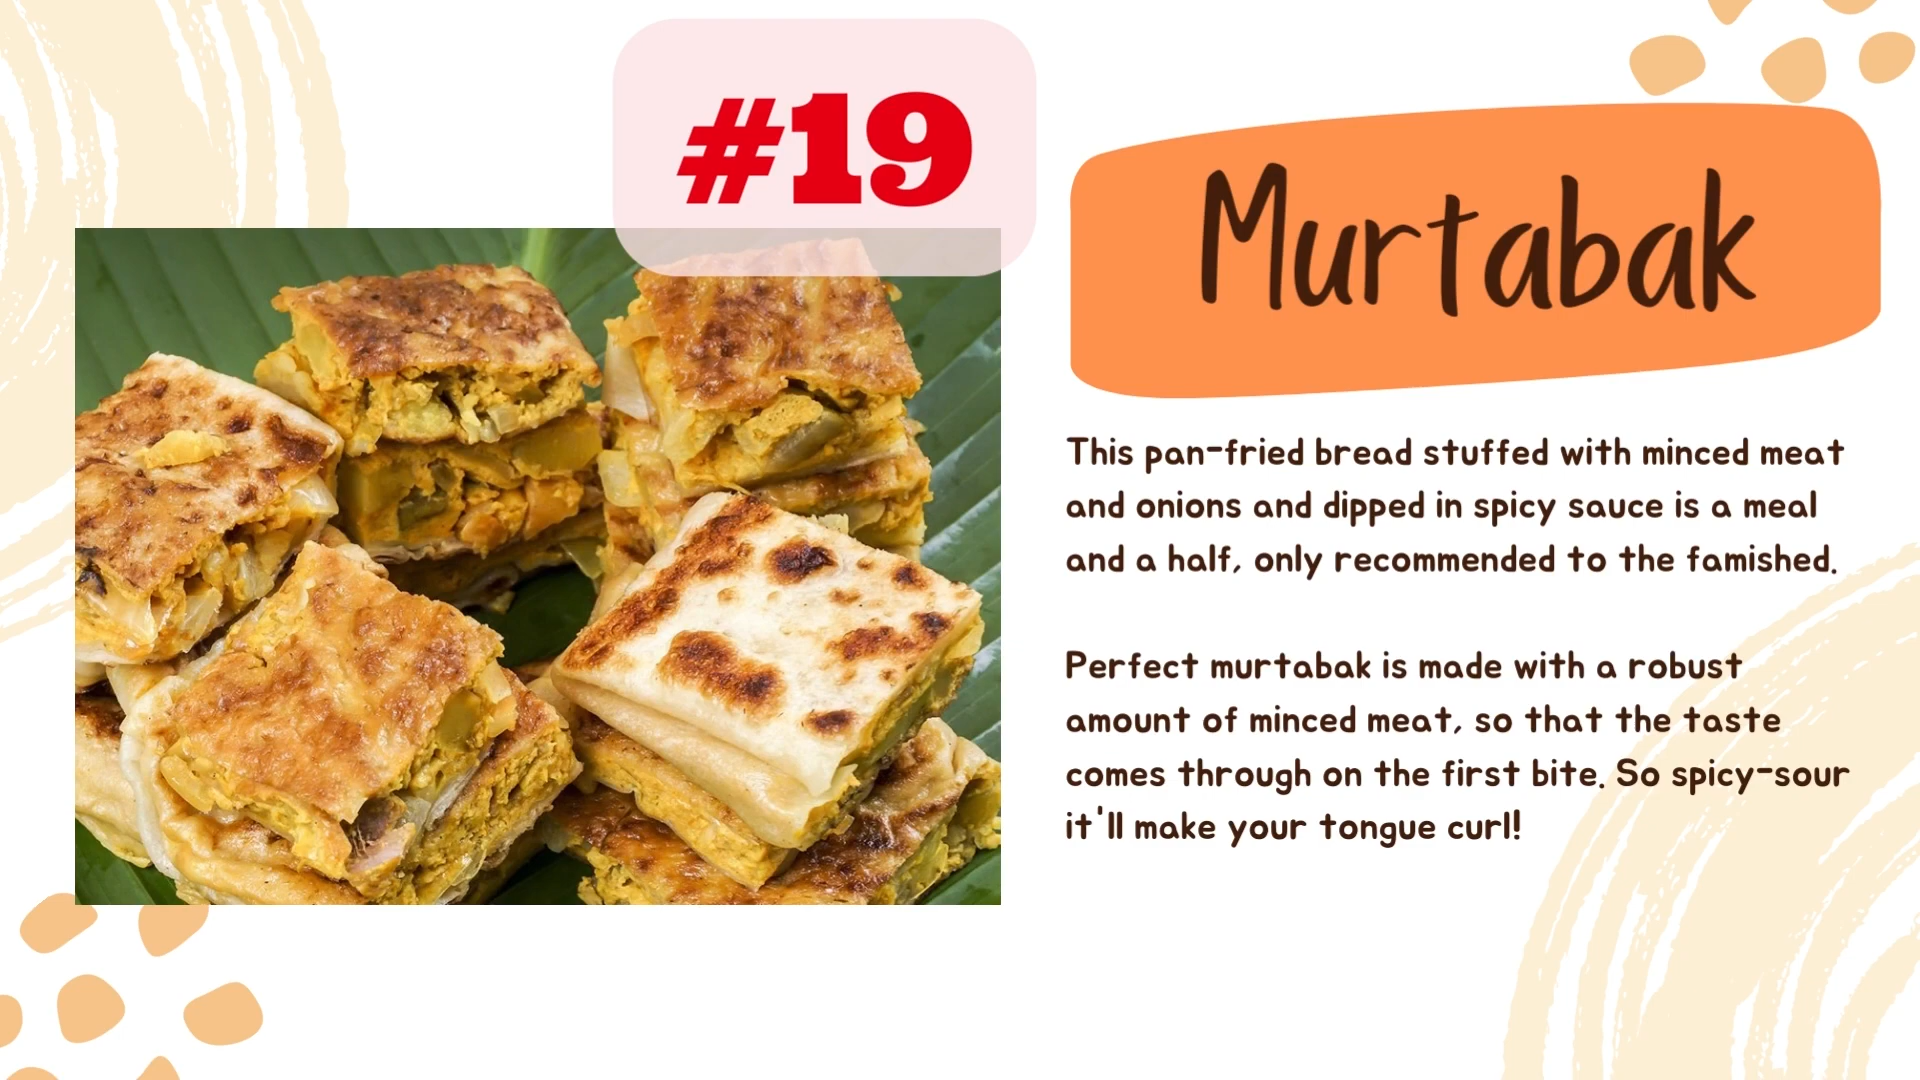 #19
Murtabak
This pan-fried bread stuffed with minced meat
and onions and dipped in spicy sauce is a meal
and a half, only recommended to the famished.
Perfect murtabak is made with a robust
amount of minced meat, so that the taste
comes through on the first bite. So spicy-sour
it'll make your tongue curl!